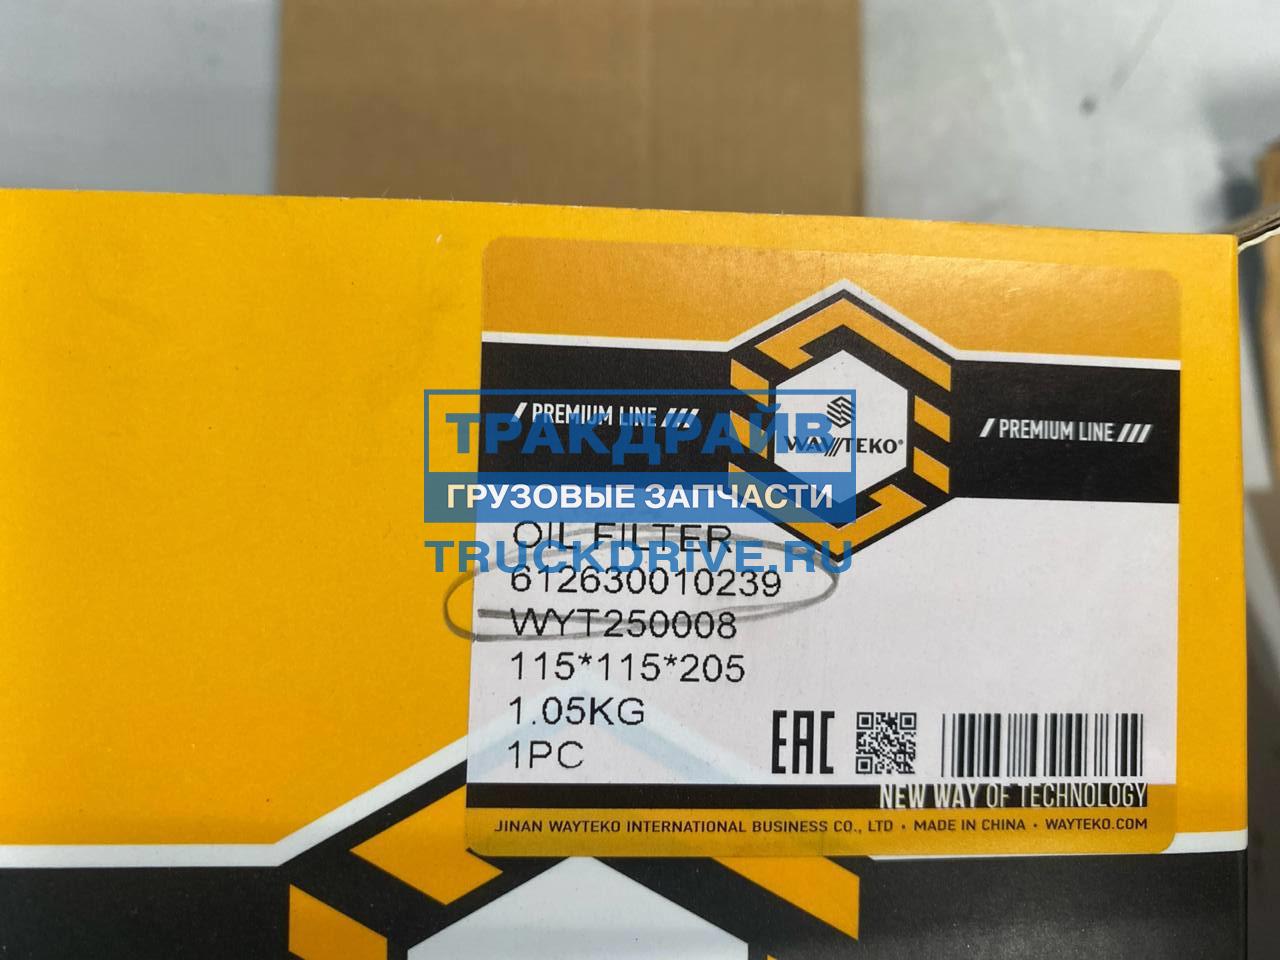 / PREMIUM LINE ///
WAYTEKO®
/ PREMIUM LINE ///
ТРАКДРАЙВ
ГРУЗОВЫЕ ЗАПЧАСТИ
TRUCKDRIVE.RU
OIL FILTER
612630010239
WYT250008
115*115*205
1.05KG
1PC
EAC
NEW WAY OF TECHNOLOGY
JINAN WAYTEKO INTERNATIONAL BUSINESS CO., LTD • MADE IN CHINA • WAYTEKO.COM